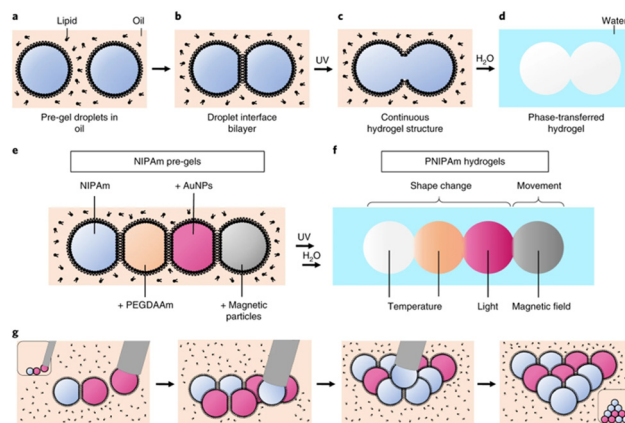 a
b
c
d
Lipid
Oil
Water
UV
H2O
Pre-gel droplets in
oil
Droplet interface
bilayer
Continuous
hydrogel structure
Phase-transferred
hydrogel
e
f
NIPAm pre-gels
PNIPAm hydrogels
NIPAm
+ AuNPs
Shape change
Movement
UV
H2O
+ PEGDAAm
+ Magnetic
particles
Temperature
Light
Magnetic field
g